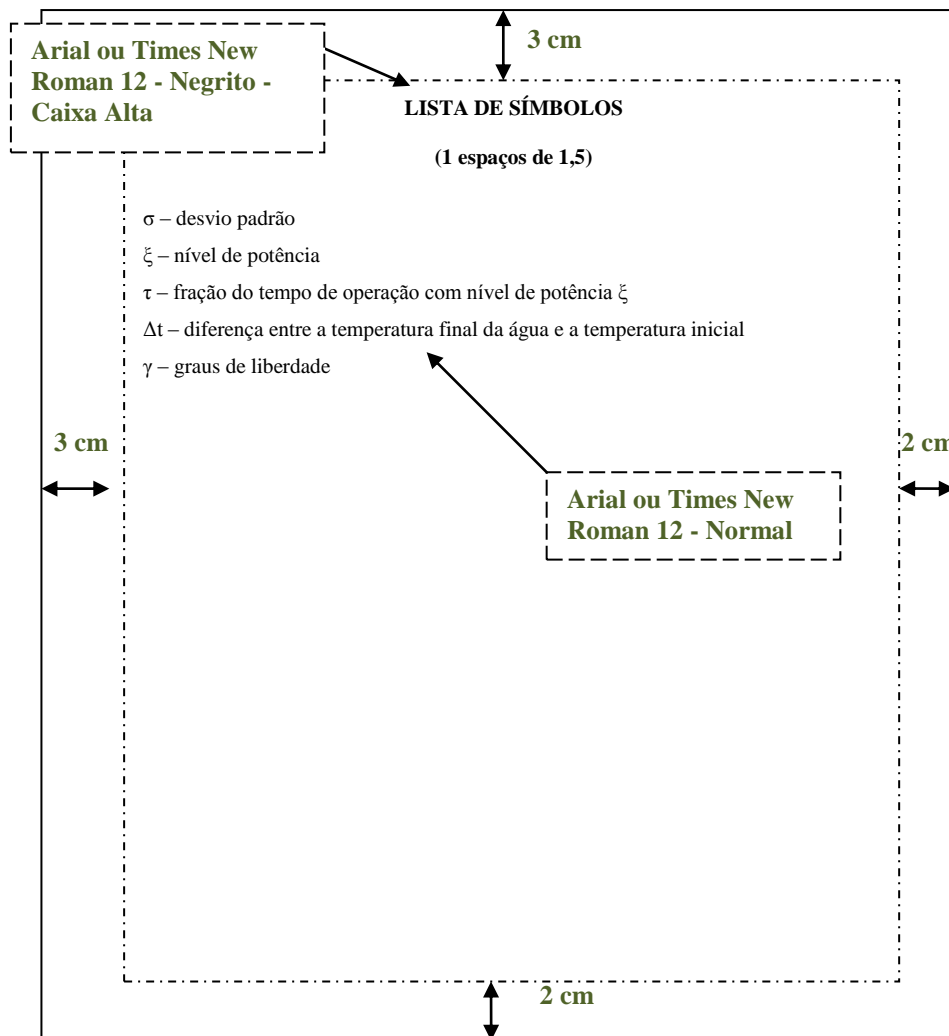 3 cm
Arial ou Times New
Roman 12 - Negrito -
Caixa Alta
LISTA DE SÍMBOLOS
(1 espaços de 1,5)
σ – desvio padrão
ξ – nível de potência
τ – fração do tempo de operação com nível de potência ξ
Δt – diferença entre a temperatura final da água e a temperatura inicial
γ – graus de liberdade
3 cm
2 cm
Arial ou Times New
Roman 12 - Normal
2 cm